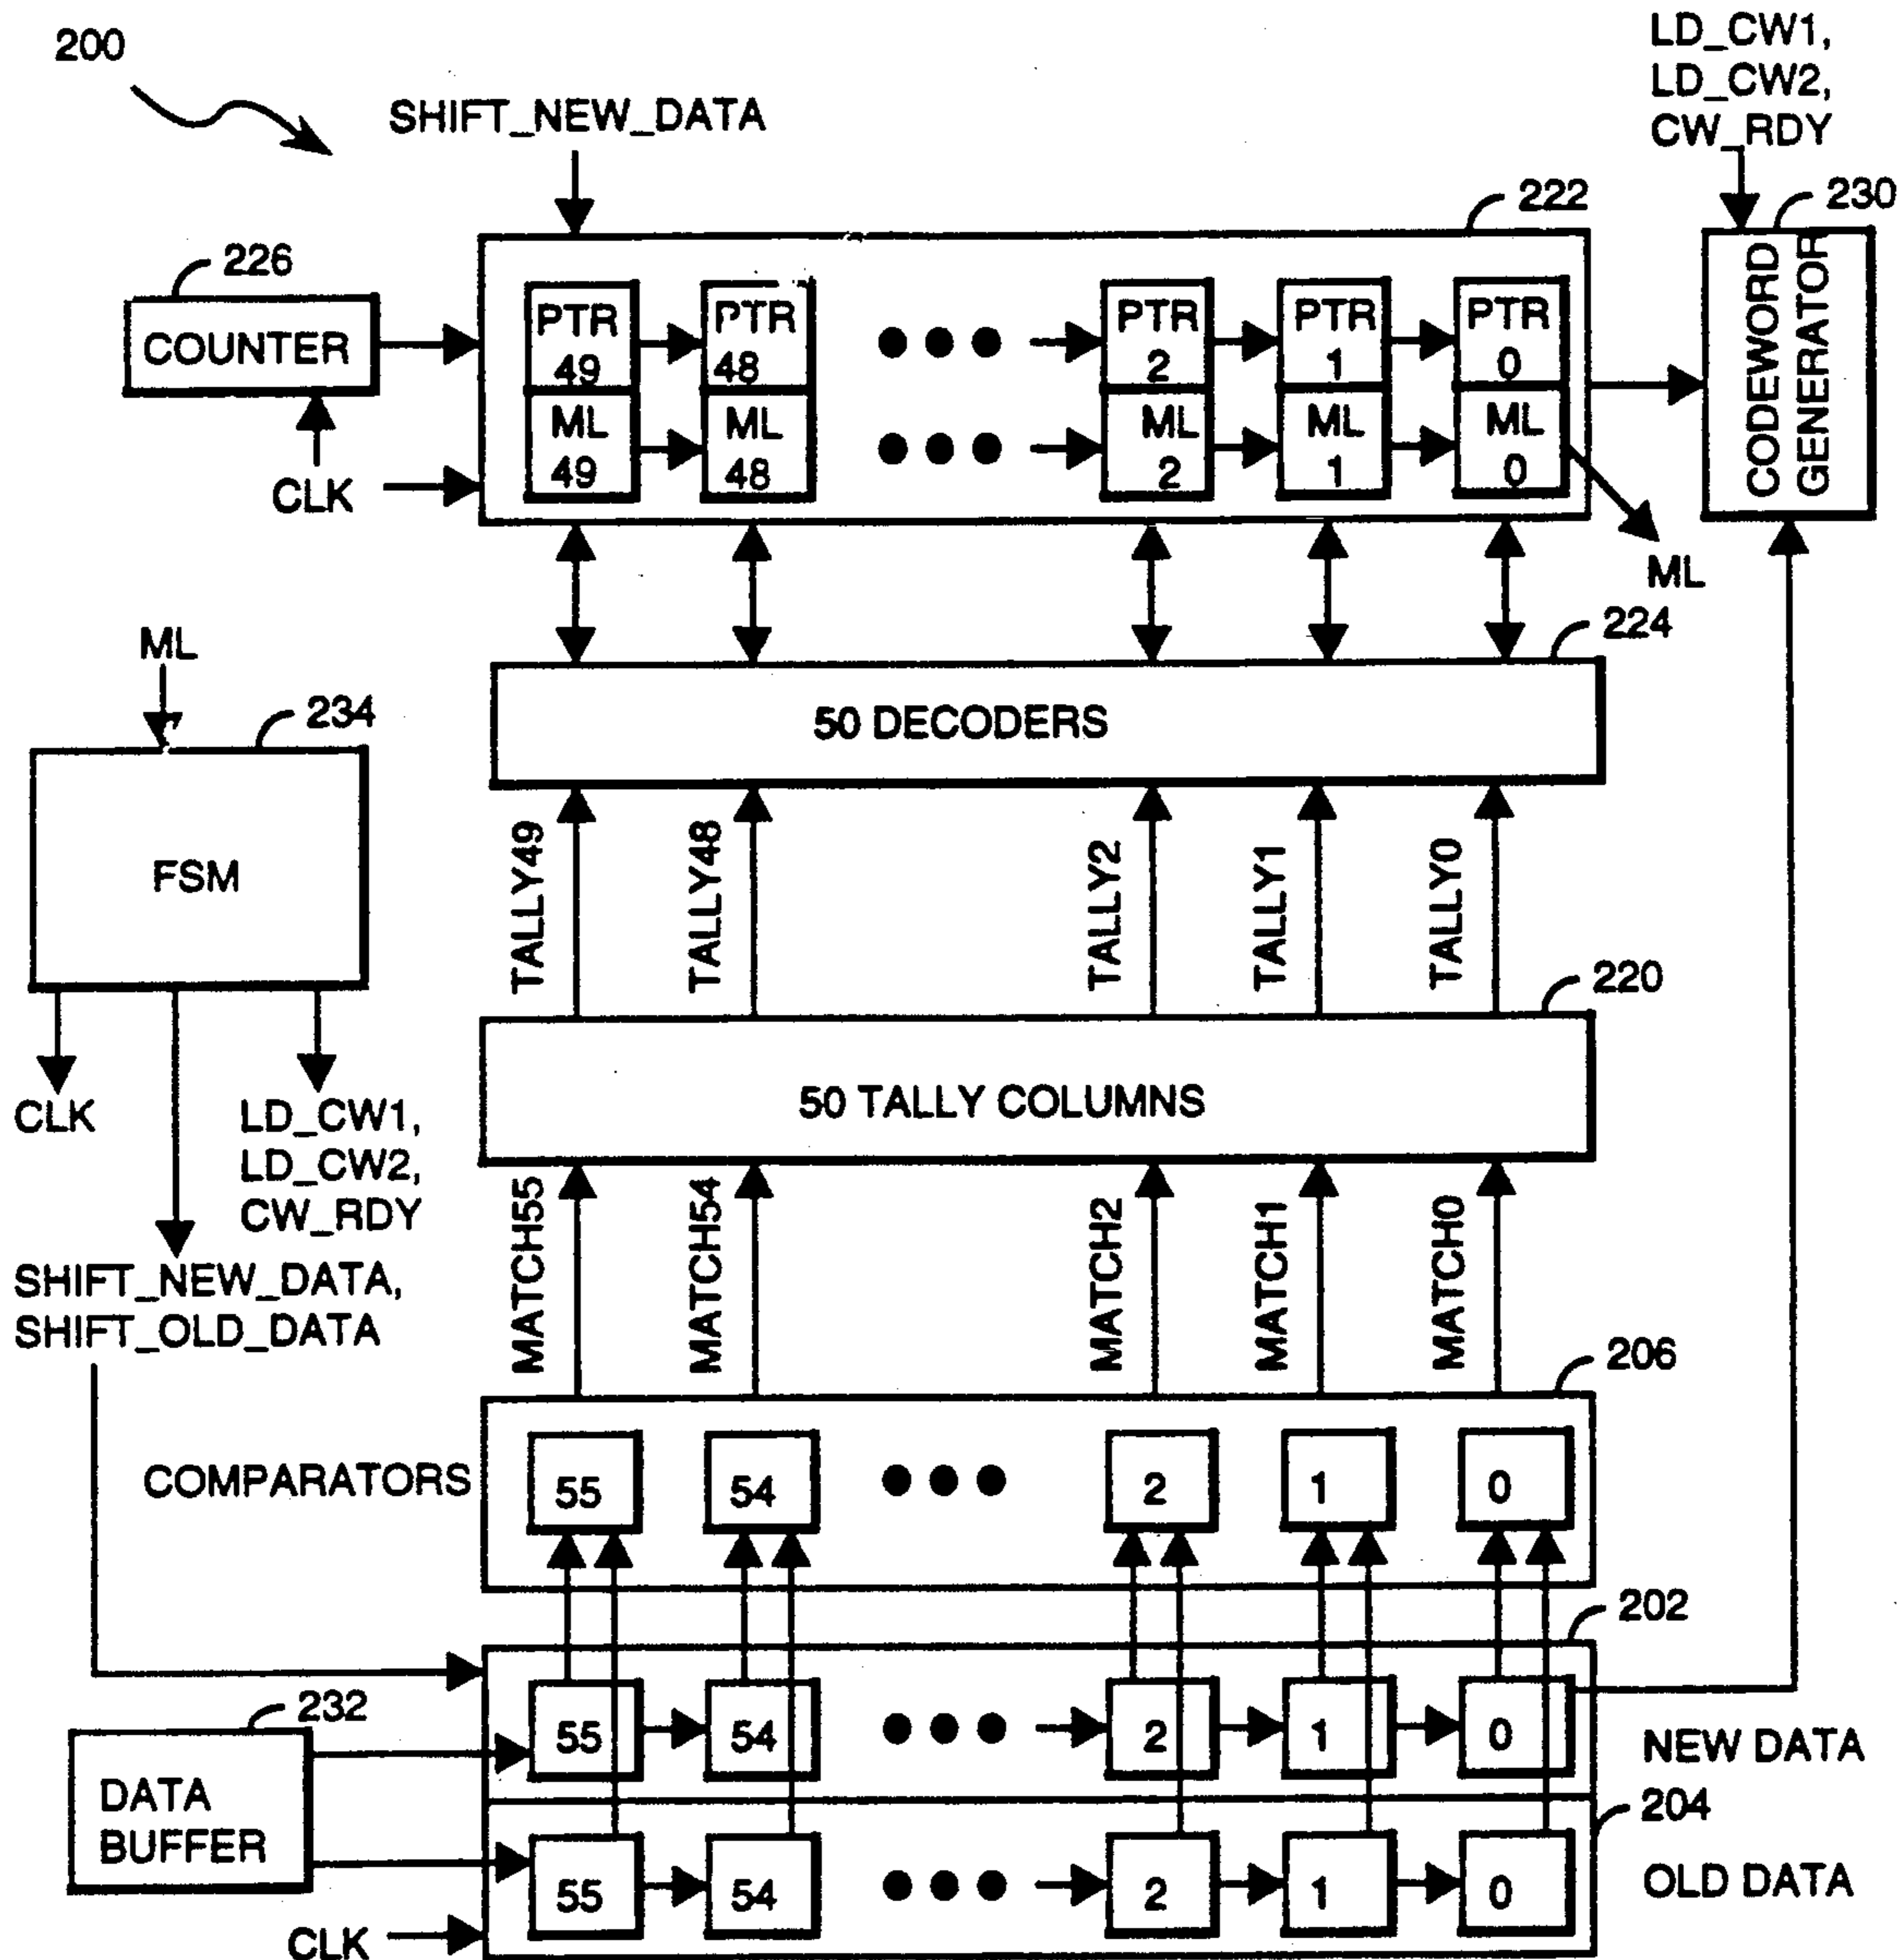 200
SHIFT_NEW_DATA
LD_CW1,
LD_CW2,
CW_RDY
222
230
226
COUNTER
CLK
PTR 49
PTR 48
PTR 2
PTR 1
PTR 0
ML 49
ML 48
ML 2
ML 1
ML 0
CODEWORD
GENERATOR
CLK
ML
224
50 DECODERS
ML
234
FSM
CLK
LD_CW1,
LD_CW2,
CW_RDY
SHIFT_NEW_DATA,
SHIFT_OLD_DATA
TALLY49
TALLY48
TALLY2
TALLY1
TALLY0
220
50 TALLY COLUMNS
MATCH55
MATCH54
MATCH2
MATCH1
MATCH0
206
COMPARATORS
55
54
2
1
0
202
232
DATA
BUFFER
55
54
2
1
0
NEW DATA
204
55
54
2
1
0
OLD DATA
CLK